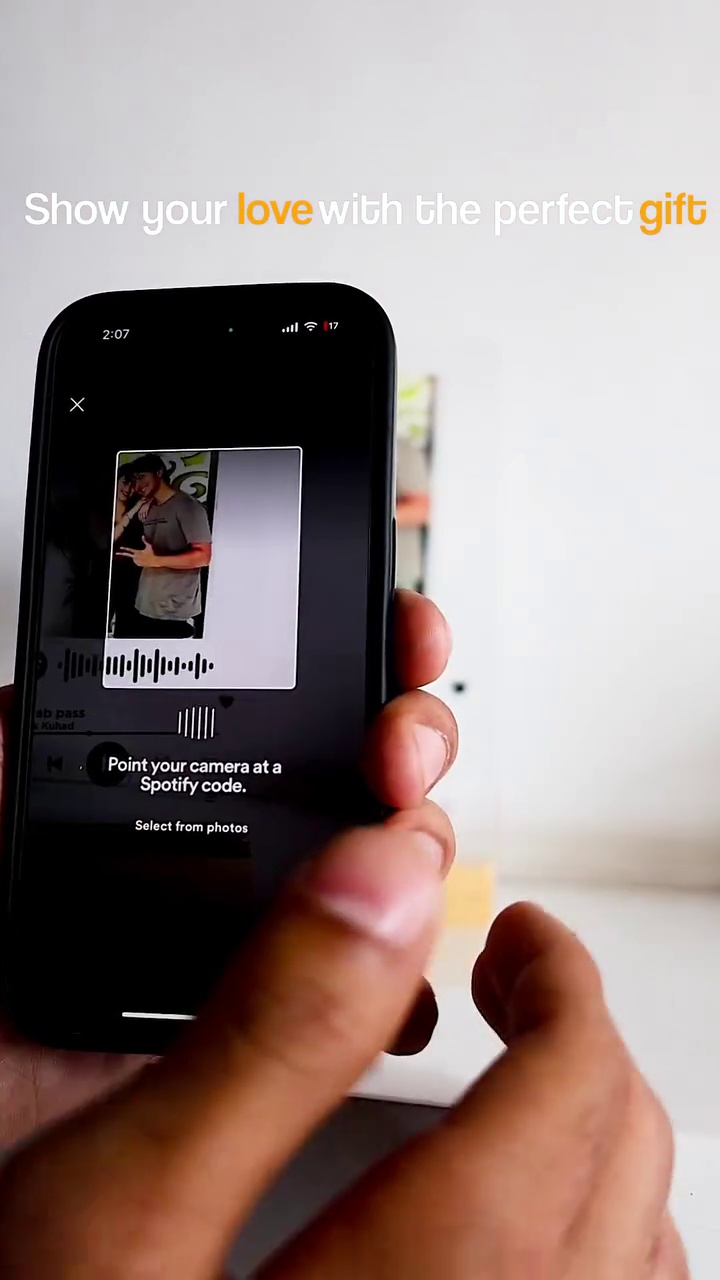 Show your love with the perfect gift
2:07
17
ab pass
Kuhad
Point your camera at a
Spotify code.
Select from photos